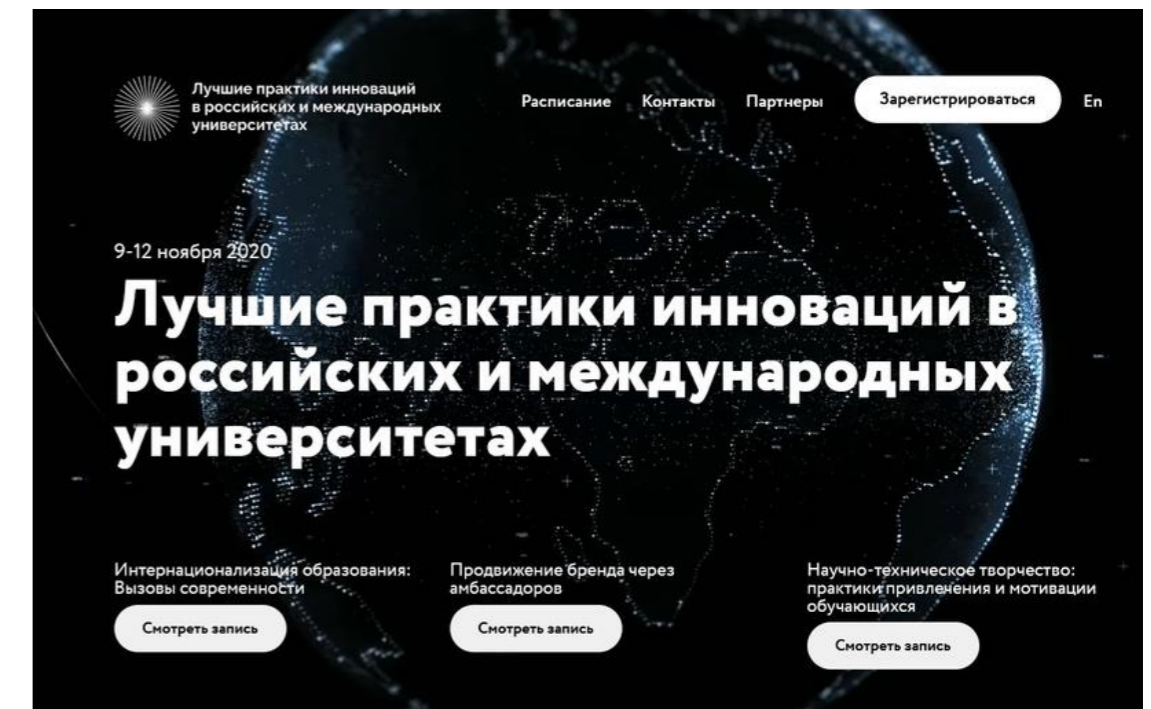 Лучшие практики инноваций
в российских и международных
университетах
Расписание
Контакты
Партнеры
Зарегистрироваться
En
9-12 ноября 2020
Лучшие практики инноваций в
российских и международных
университетах
Интернационализация образования:
Вызовы современности
Смотреть запись
Продвижение бренда через
амбассадоров
Смотреть запись
Научно-техническое творчество:
практики привлечения и мотивации
обучающихся
Смотреть запись